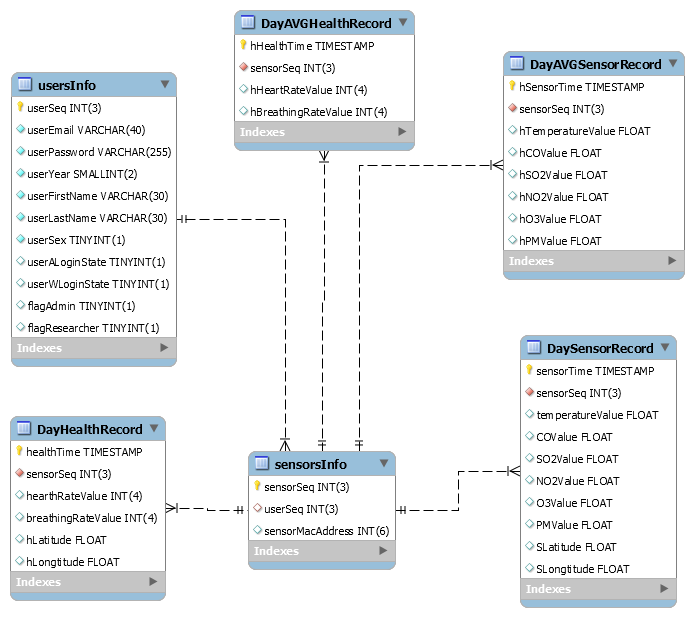 DayAVGHealthRecord
hHealthTime TIMESTAMP
sensorSeq INT(3)
hHeartRateValue INT(4)
hBreathingRateValue INT(4)
Indexes
DayAVGSensorRecord
hSensorTime TIMESTAMP
sensorSeq INT(3)
hTemperatureValue FLOAT
hCOValue FLOAT
hSO2Value FLOAT
hNO2Value FLOAT
hO3Value FLOAT
hPMValue FLOAT
Indexes
usersInfo
userSeq INT(3)
userEmail VARCHAR(40)
userPassword VARCHAR(255)
userYear SMALLINT(2)
userFirstName VARCHAR(30)
userLastName VARCHAR(30)
userSex TINYINT(1)
userALoginState TINYINT(1)
userWLoginState TINYINT(1)
flagAdmin TINYINT(1)
flagResearcher TINYINT(1)
Indexes
DaySensorRecord
sensorTime TIMESTAMP
sensorSeq INT(3)
temperatureValue FLOAT
COValue FLOAT
SO2Value FLOAT
NO2Value FLOAT
O3Value FLOAT
PMValue FLOAT
SLatitude FLOAT
SLongtitude FLOAT
Indexes
DayHealthRecord
healthTime TIMESTAMP
sensorSeq INT(3)
hearthRateValue INT(4)
breathingRateValue INT(4)
hLatitude FLOAT
hLongtitude FLOAT
Indexes
sensorsInfo
sensorSeq INT(3)
userSeq INT(3)
sensorMacAddress INT(6)
Indexes